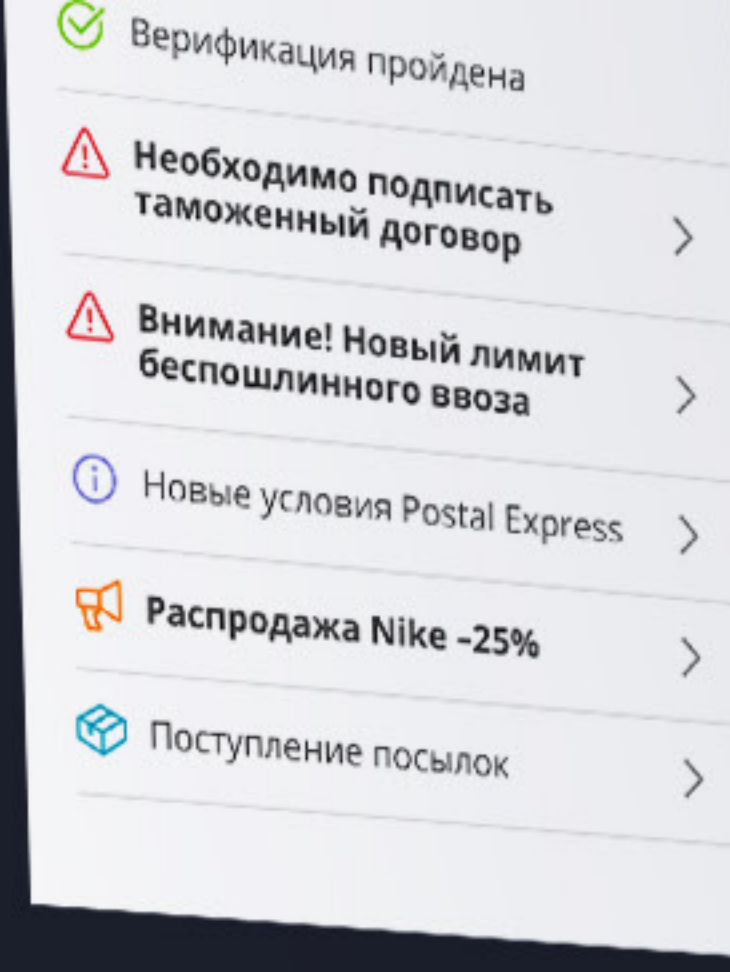 Верификация пройдена
Необходимо подписать
таможенный договор
Внимание! Новый лимит
беспошлинного ввоза
Новые условия Postal Express
Распродажа Nike –25%
Поступление посылок